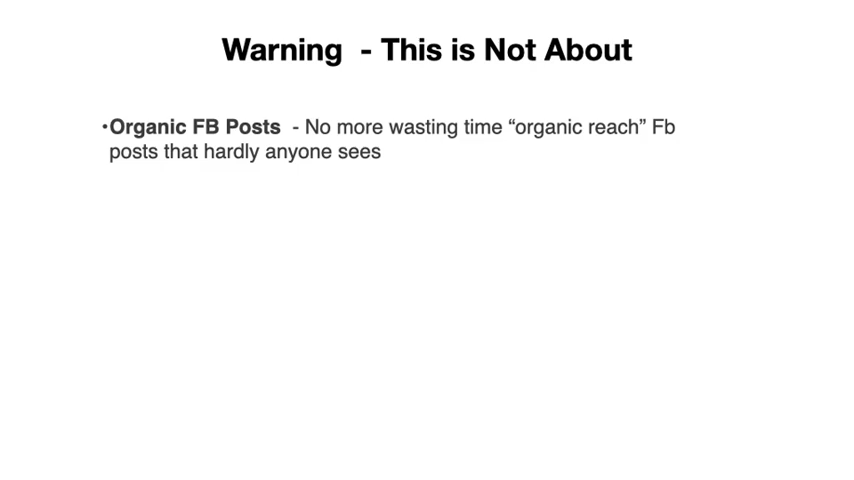 Warning  - This is Not About
•Organic FB Posts  - No more wasting time “organic reach” Fb
posts that hardly anyone sees